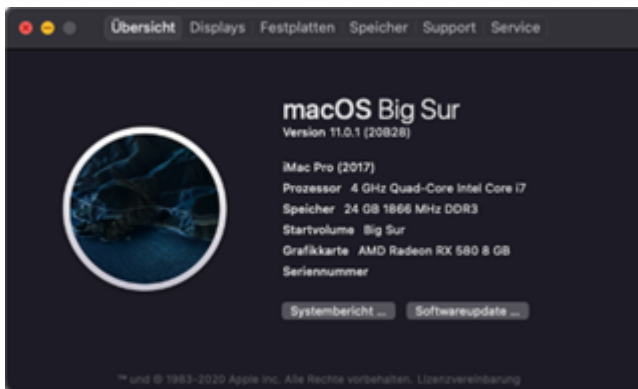 Übersicht Displays Festplatten Speicher Support Service
macOS Big Sur
Version 11.0.1 (20B28)
iMac Pro (2017)
Prozessor 4 GHz Quad-Core Intel Core i7
Speicher 24 GB 1866 MHz DDR3
Startvolume Big Sur
Grafikkarte AMD Radeon RX 580 8 GB
Seriennummer
Systembericht ... Softwareupdate ...
™ und © 1983-2020 Apple Inc. Alle Rechte vorbehalten. Lizenzvereinbarung